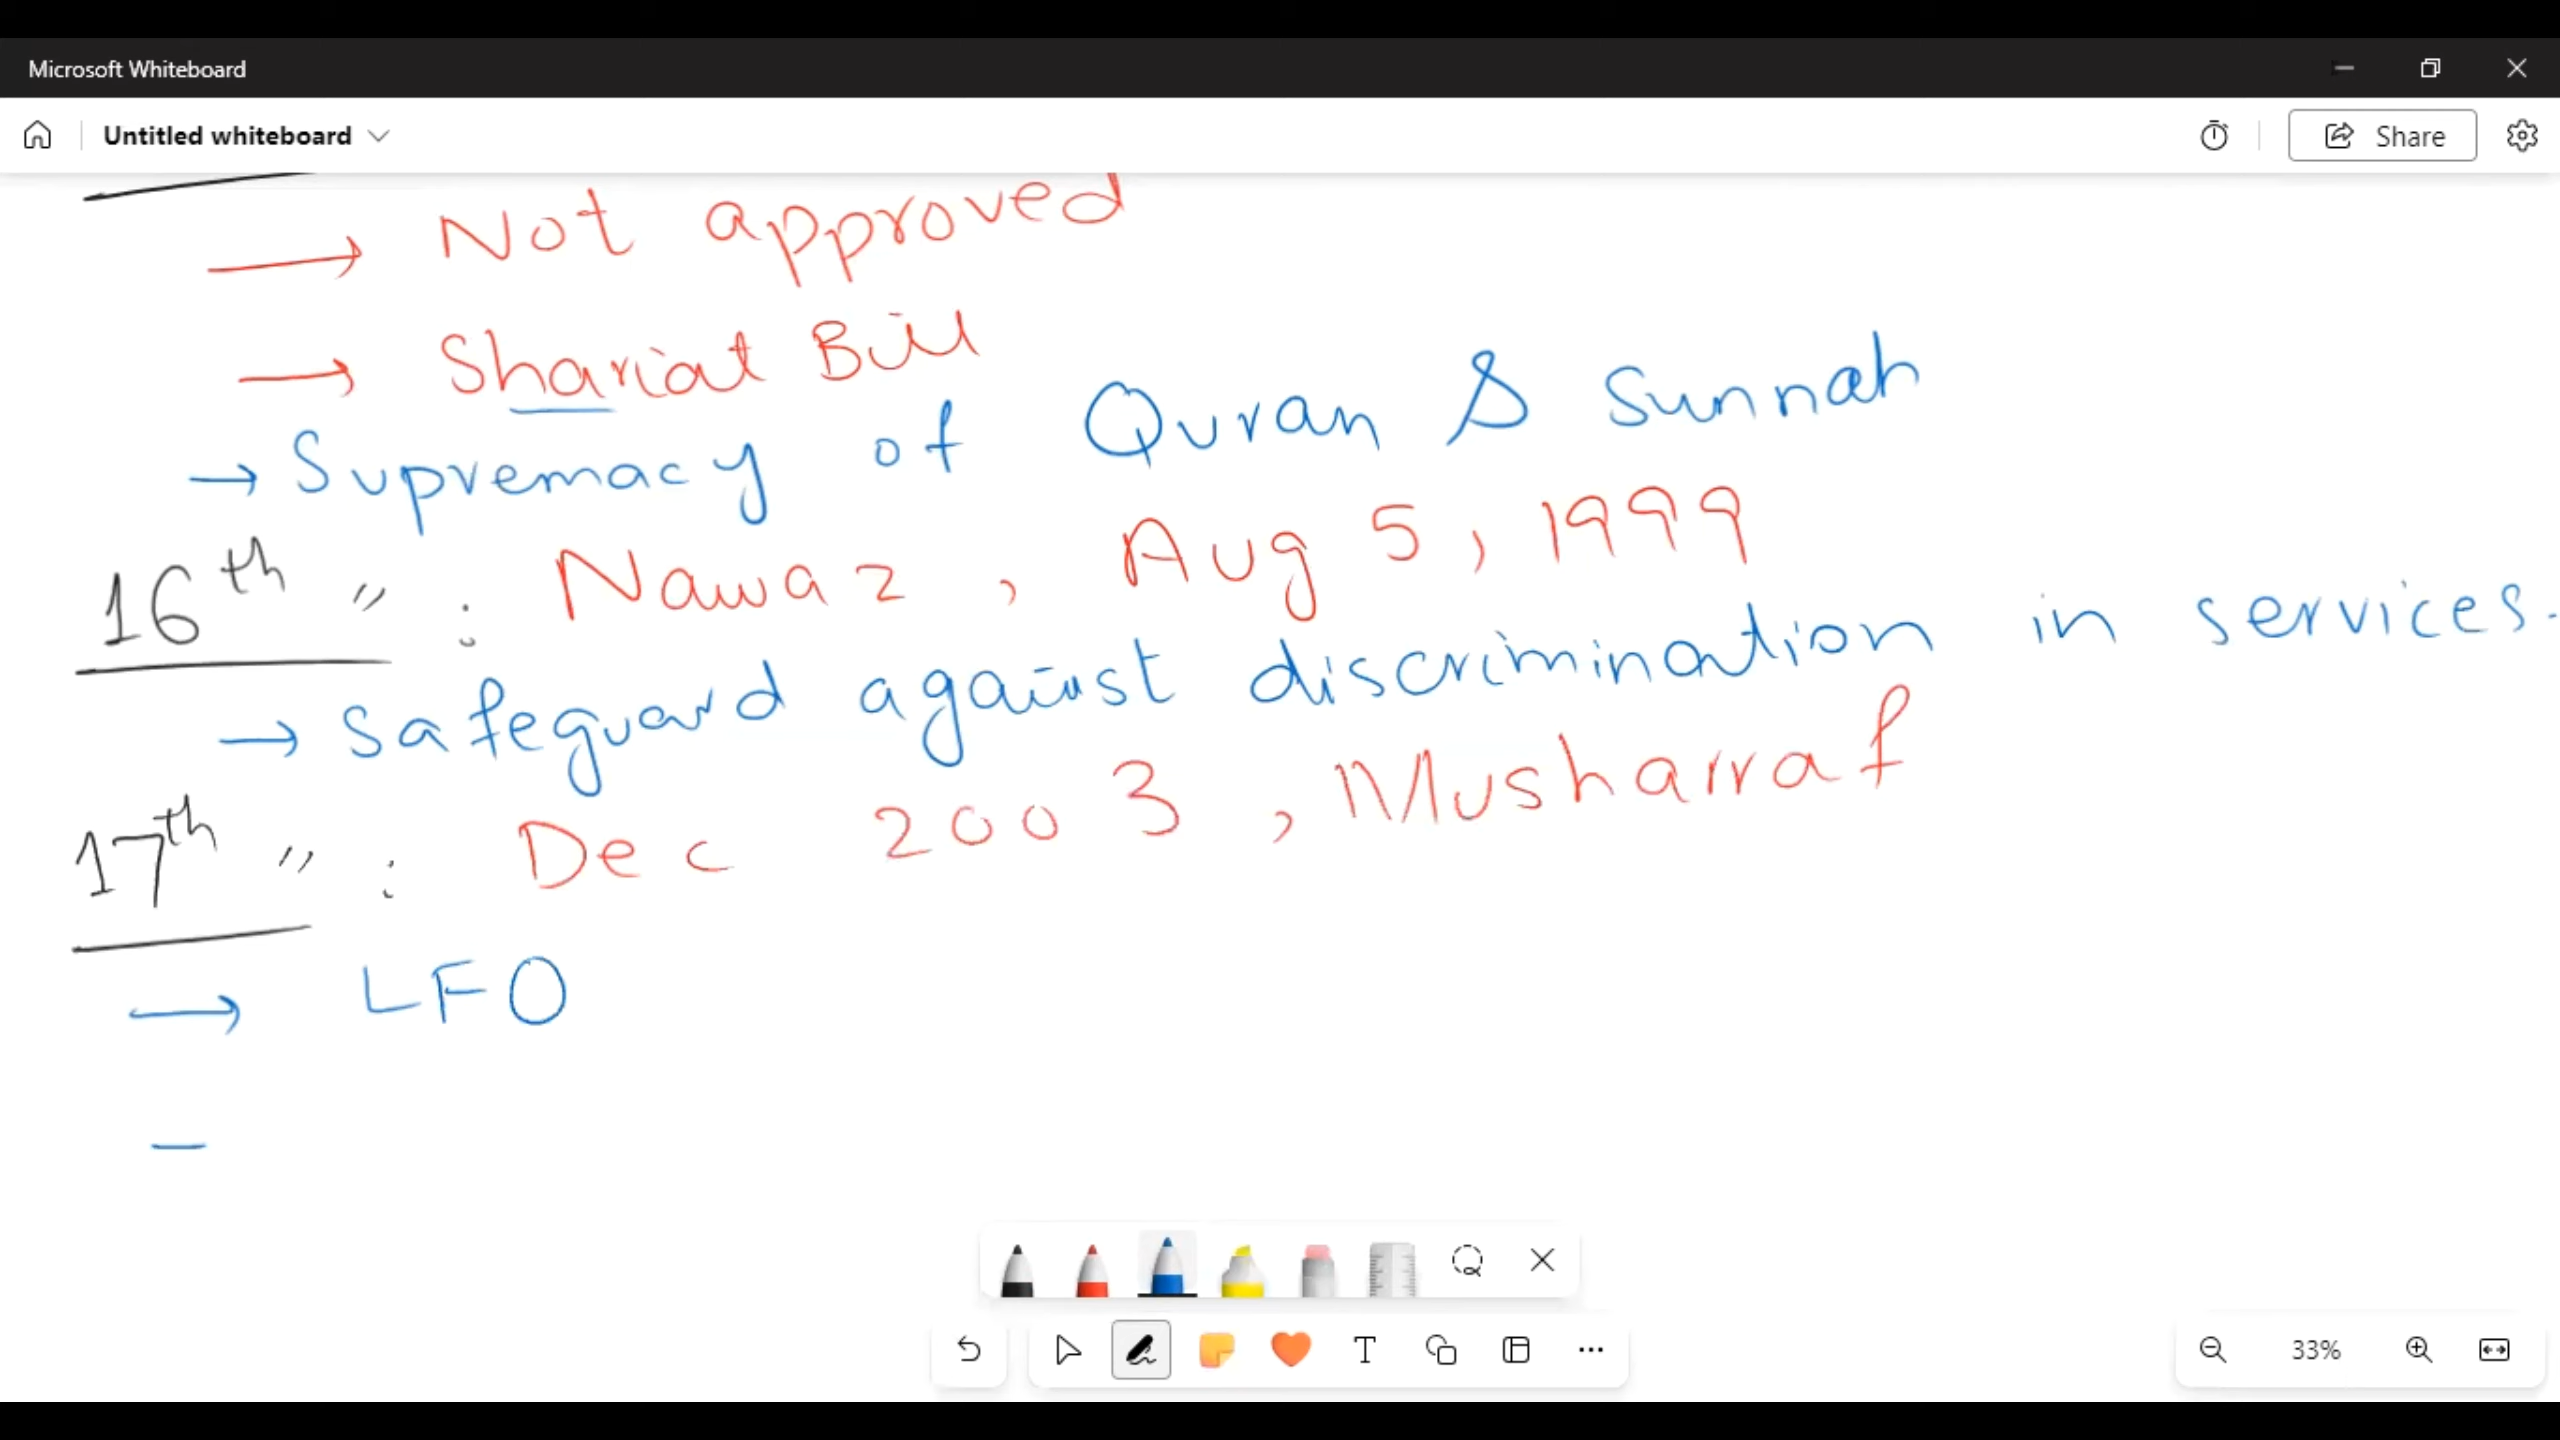 Microsoft Whiteboard
Untitled whiteboard
Share
→ Not approved
→ Shariat Bill
→ Supremacy of Quran & Sunnah
16th " : Nawaz , Aug 5, 1999
→ Safeguard against discrimination in services.
17th " : Dec 2003 , Musharraf
→ LFO
33%